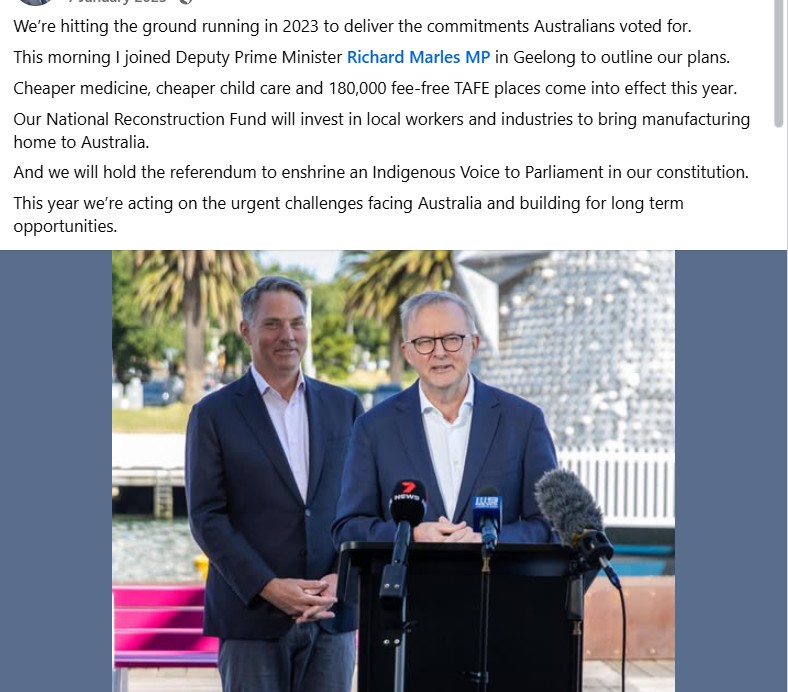 We're hitting the ground running in 2023 to deliver the commitments Australians voted for.
This morning I joined Deputy Prime Minister Richard Marles MP in Geelong to outline our plans.
Cheaper medicine, cheaper child care and 180,000 fee-free TAFE places come into effect this year.
Our National Reconstruction Fund will invest in local workers and industries to bring manufacturing
home to Australia.
And we will hold the referendum to enshrine an Indigenous Voice to Parliament in our constitution.
This year we're acting on the urgent challenges facing Australia and building for long term
opportunities.
7
NEWS
WIN
NEWS